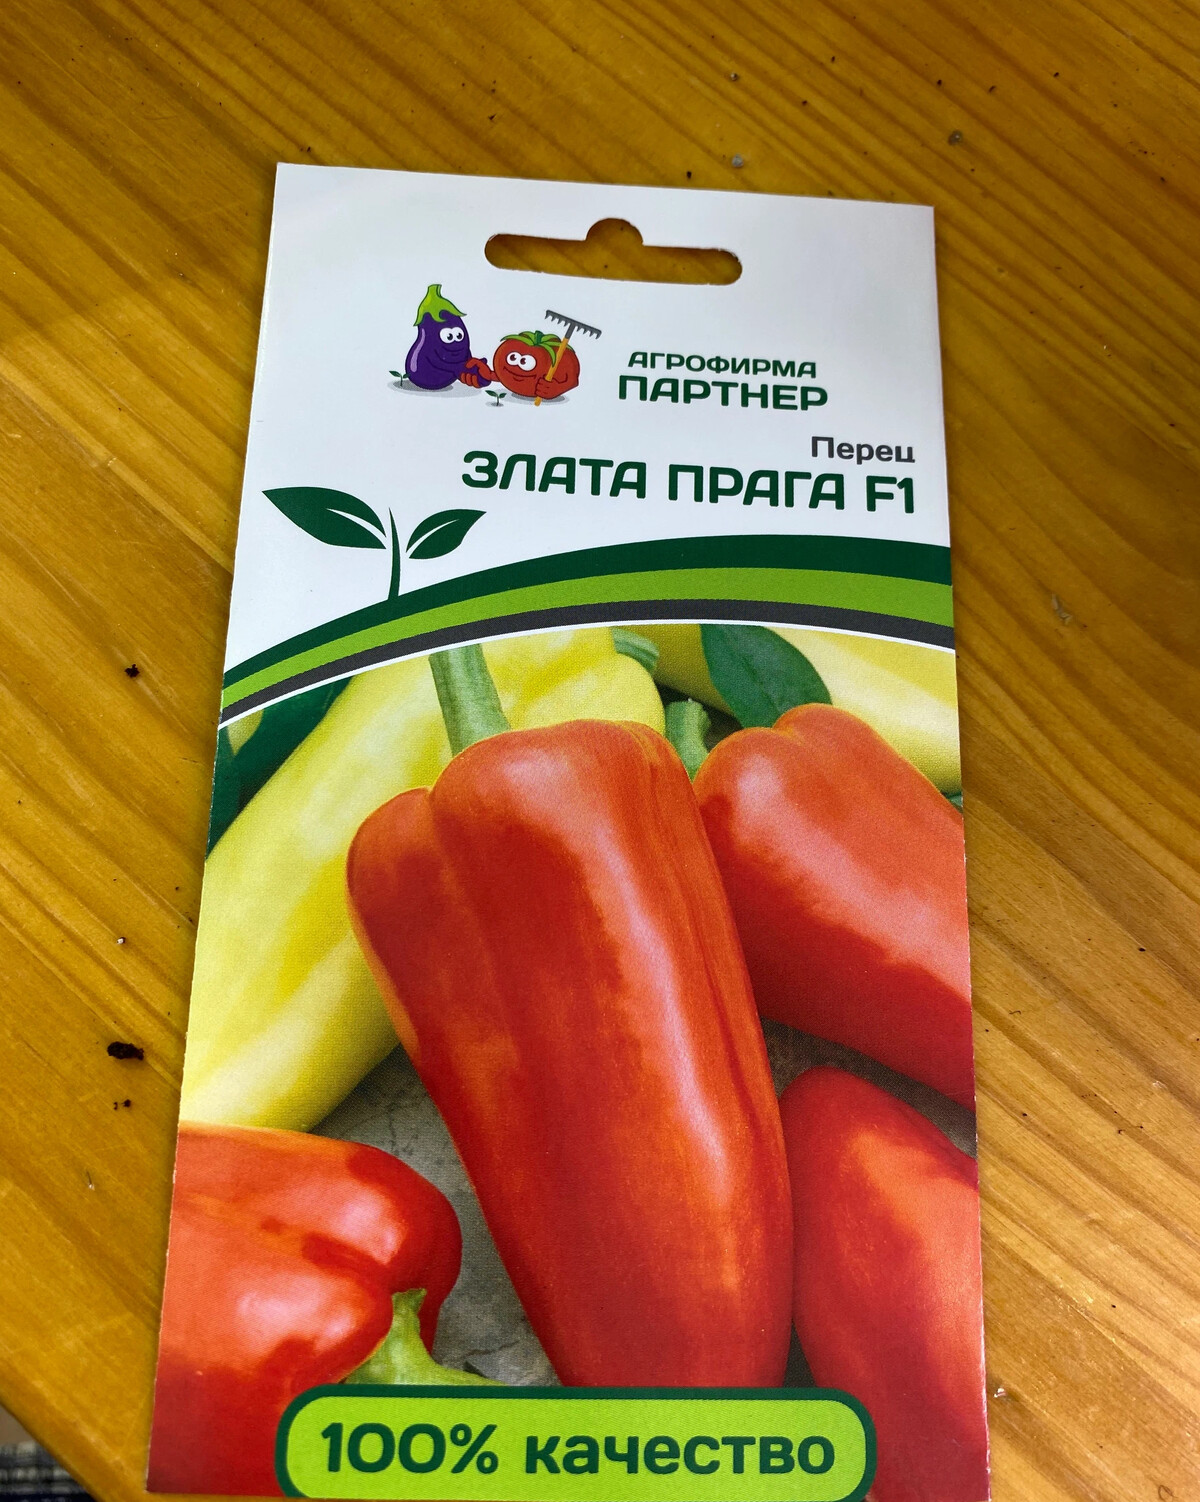 АГРОФИРМА
ПАРТНЕР
Перец
ЗЛАТА ПРАГА F1
100% качество